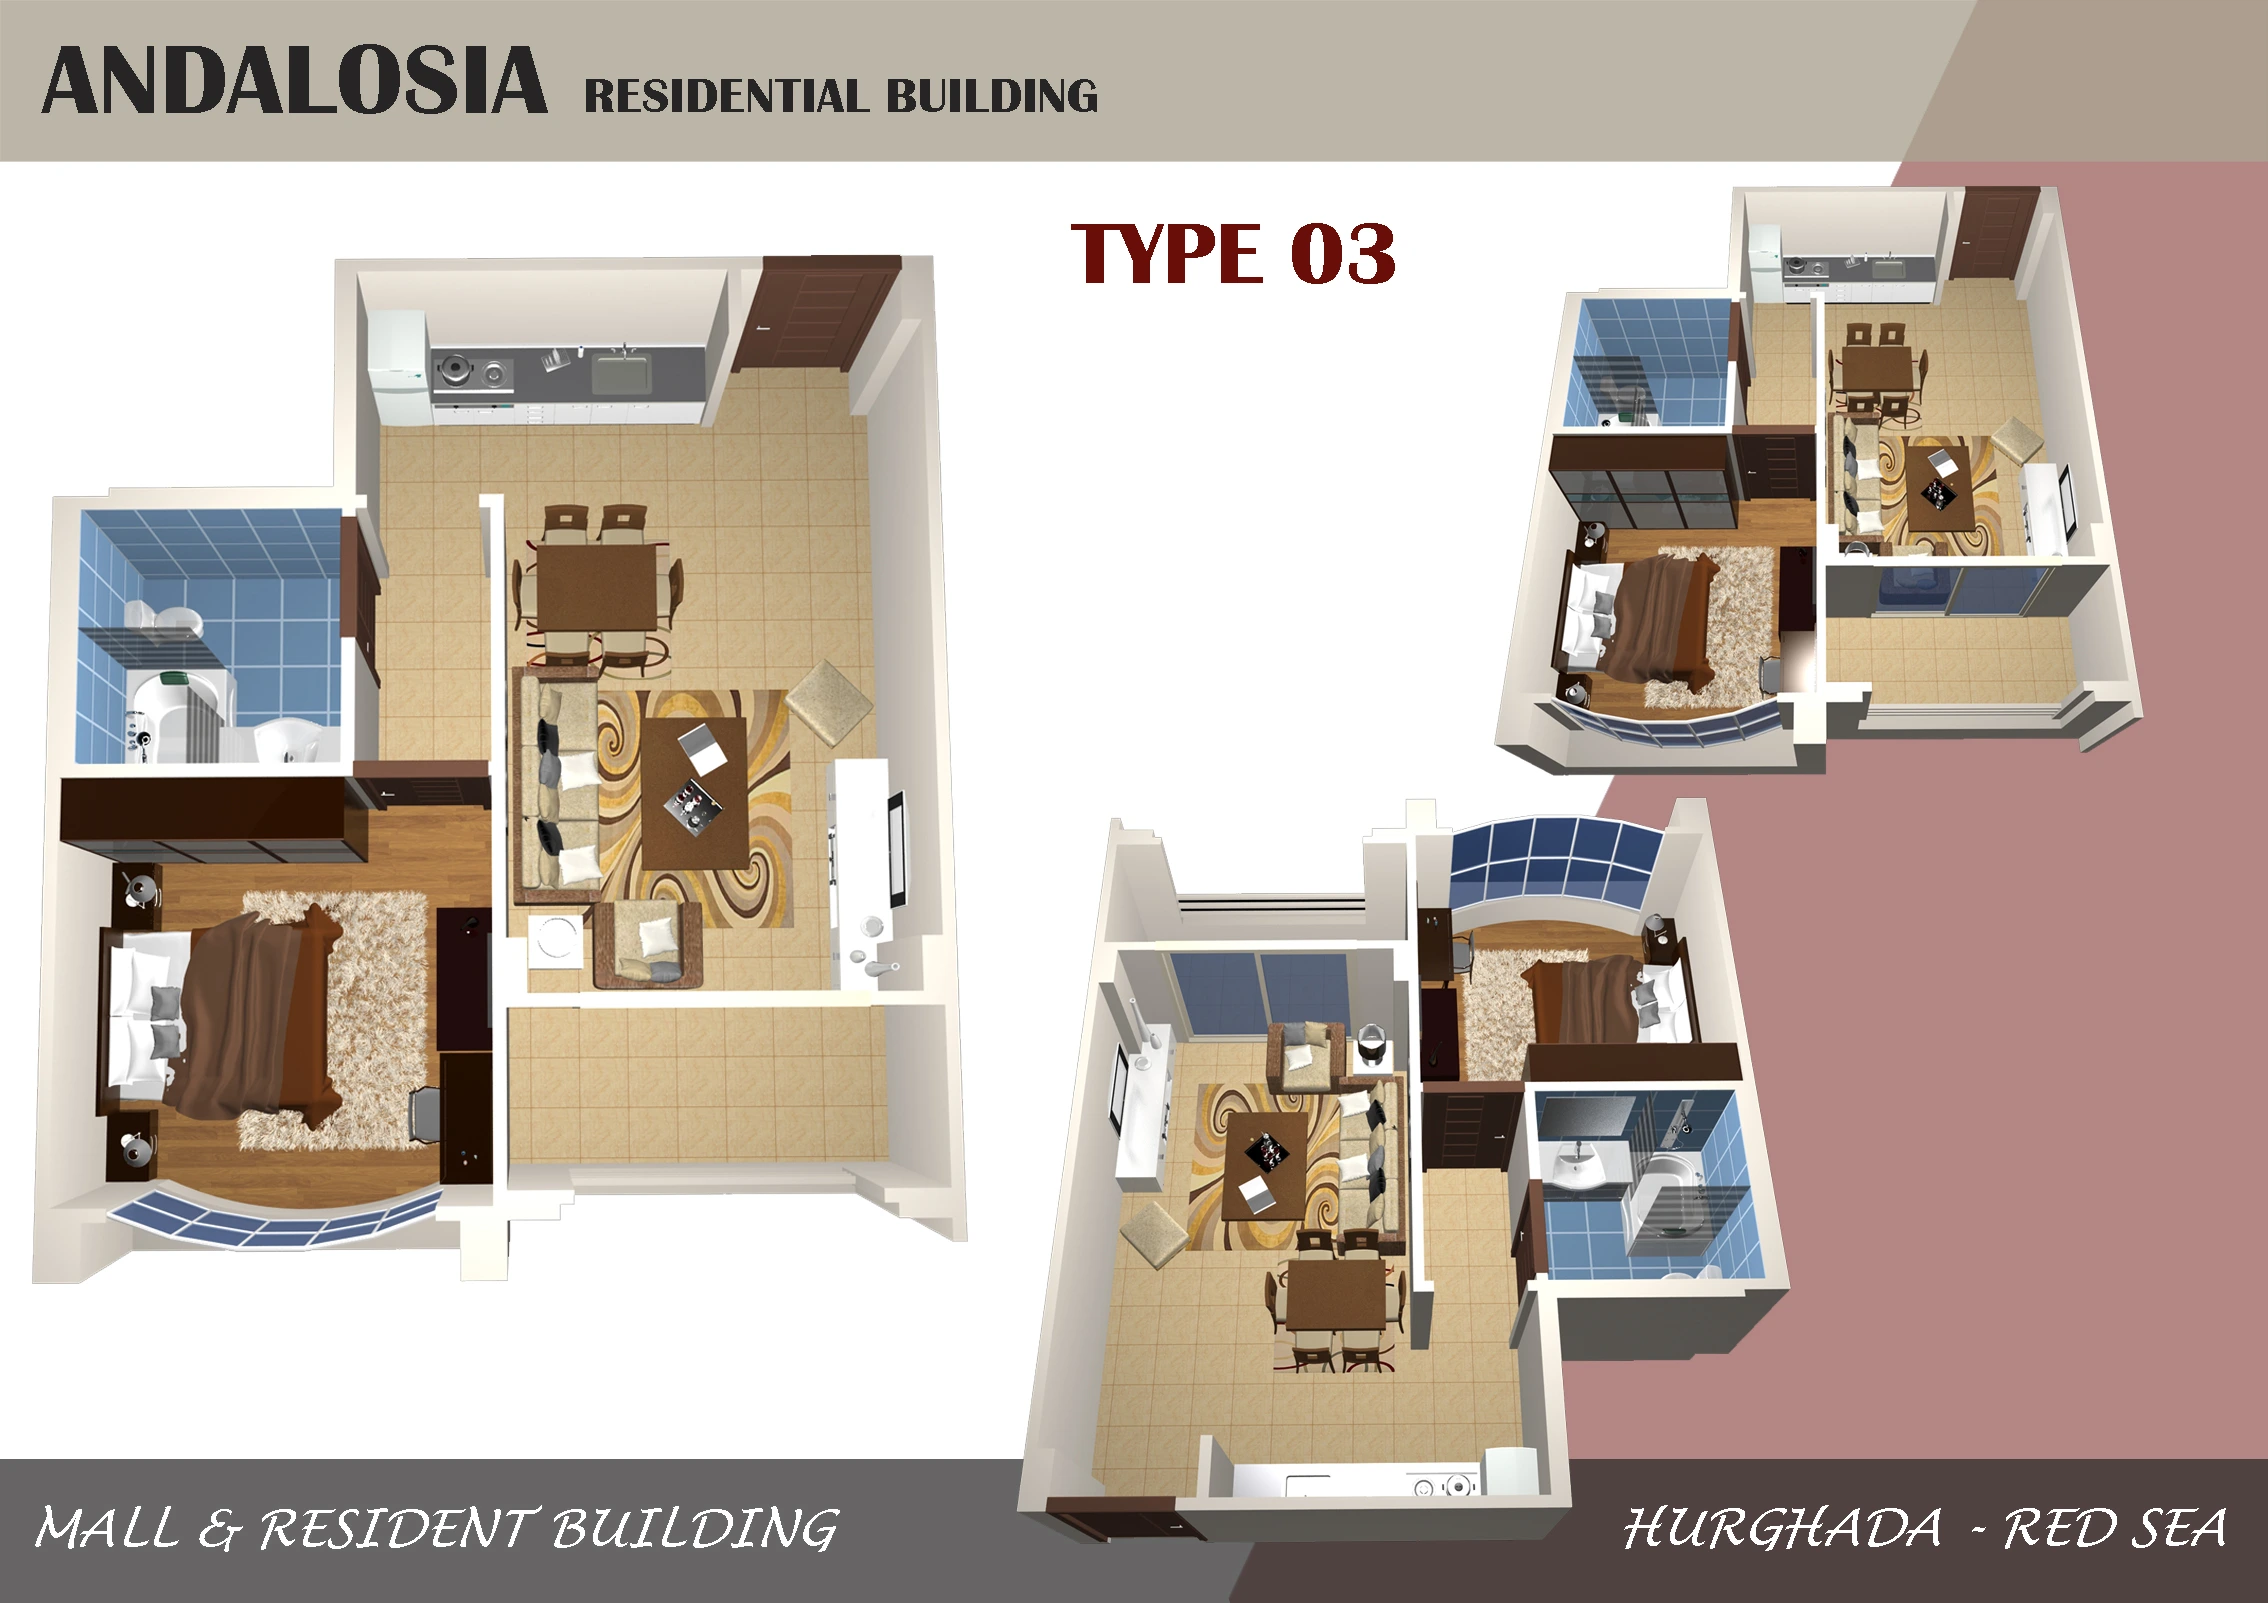 ANDALOSIA RESIDENTIAL BUILDING
TYPE 03
MALL & RESIDENT BUILDING
HURGHADA - RED SEA